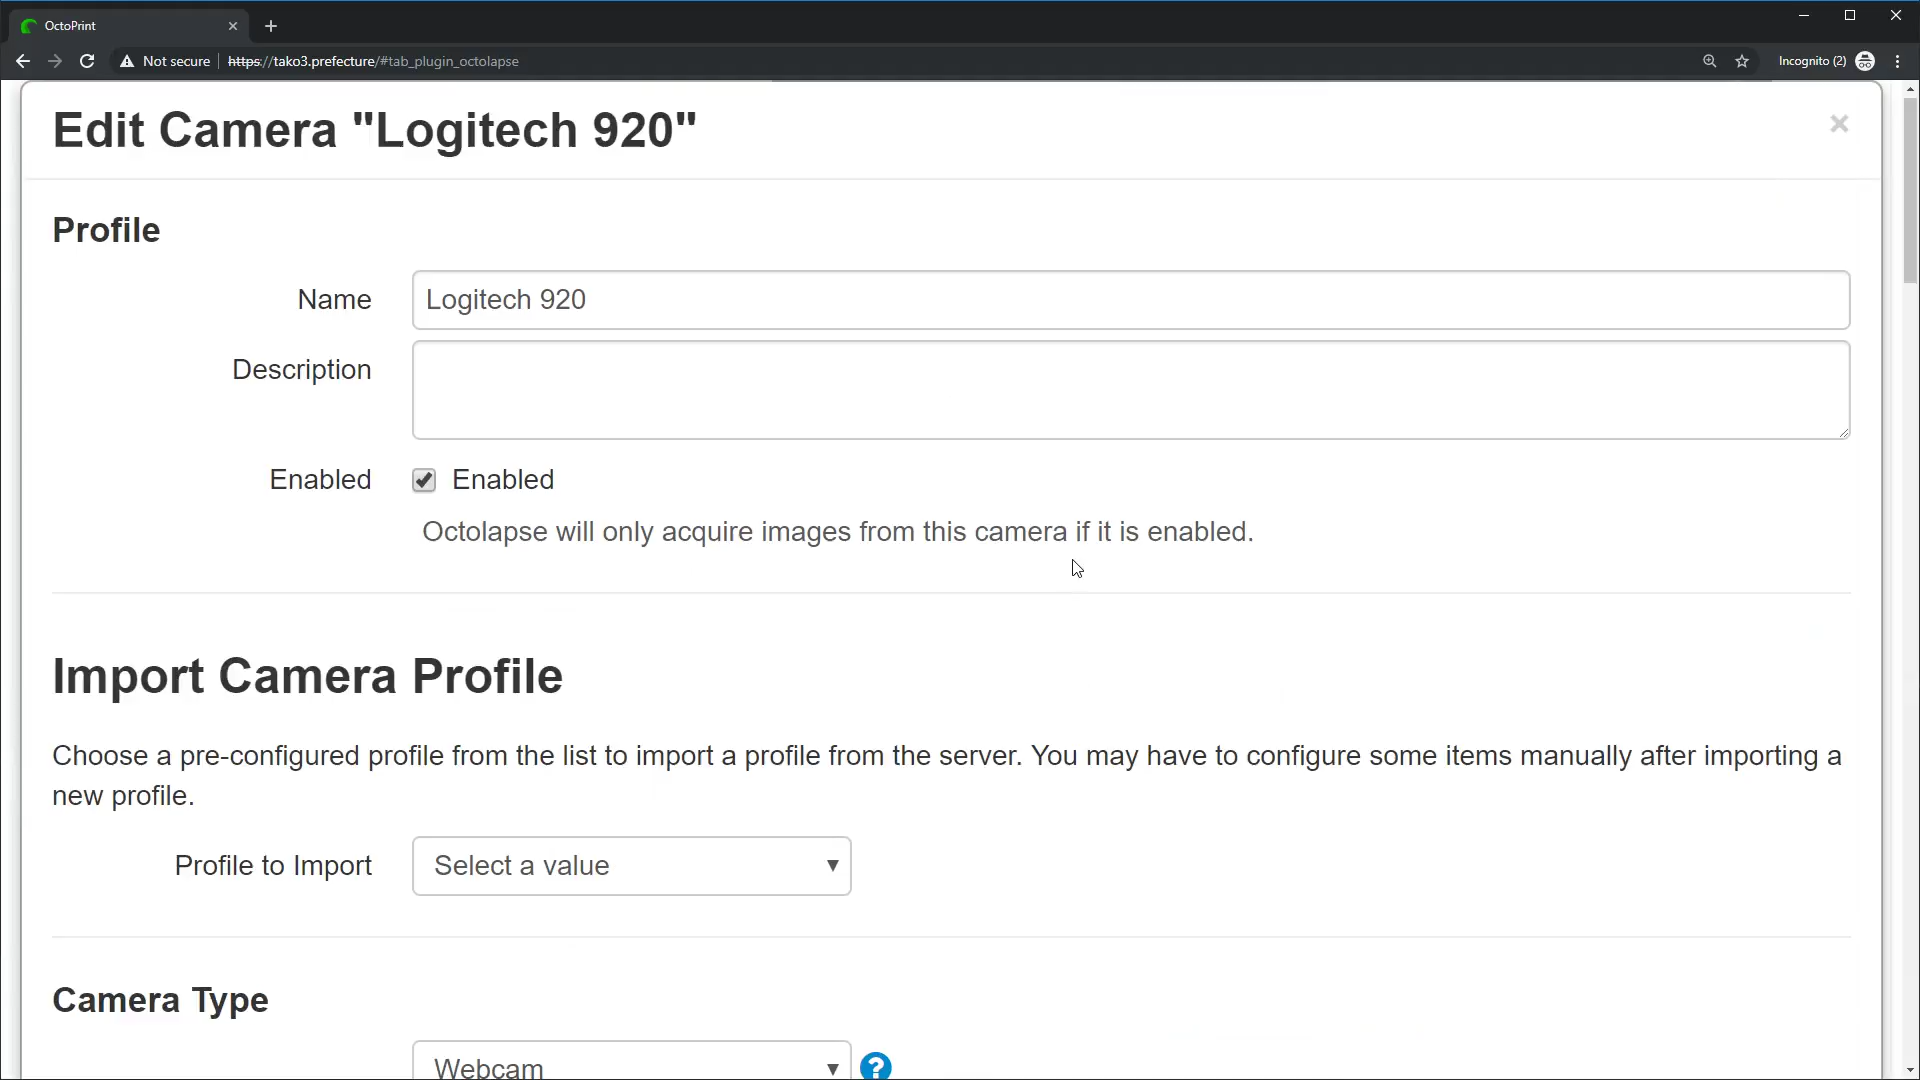 OctoPrint
Not secure https://tako3.prefecture/#tab_plugin_octolapse Incognito (2)
Edit Camera "Logitech 920"
Profile
Name Logitech 920
Description
Enabled Enabled
Octolapse will only acquire images from this camera if it is enabled.
Import Camera Profile
Choose a pre-configured profile from the list to import a profile from the server. You may have to configure some items manually after importing a
new profile.
Profile to Import Select a value
Camera Type
Webcam ?